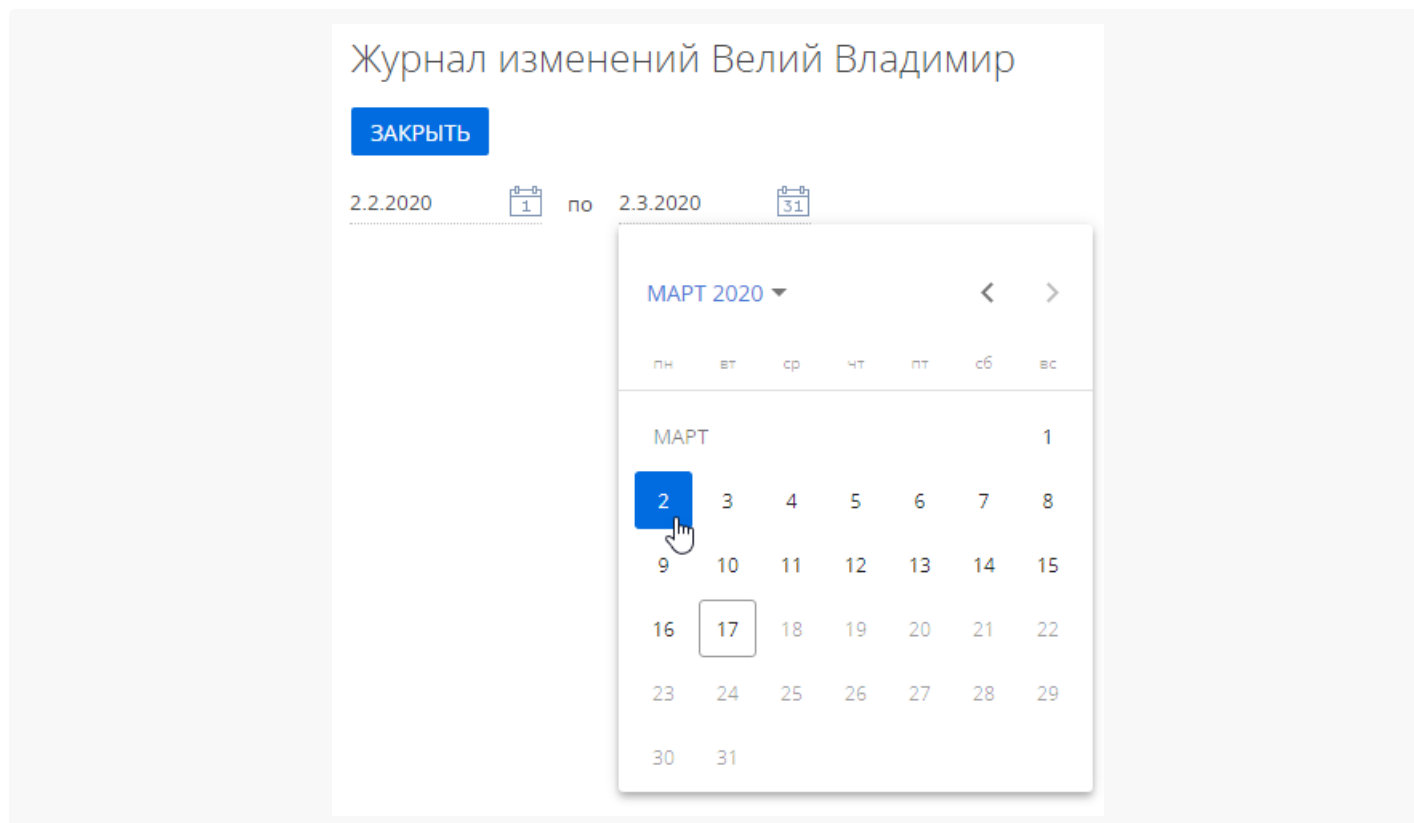 Журнал изменений Велий Владимир
ЗАКРЫТЬ
2.2.2020 1 по 2.3.2020 31
МАРТ 2020
пн вт ср чт пт сб вс
МАРТ 1
2 3 4 5 6 7 8
9 10 11 12 13 14 15
16 17 18 19 20 21 22
23 24 25 26 27 28 29
30 31